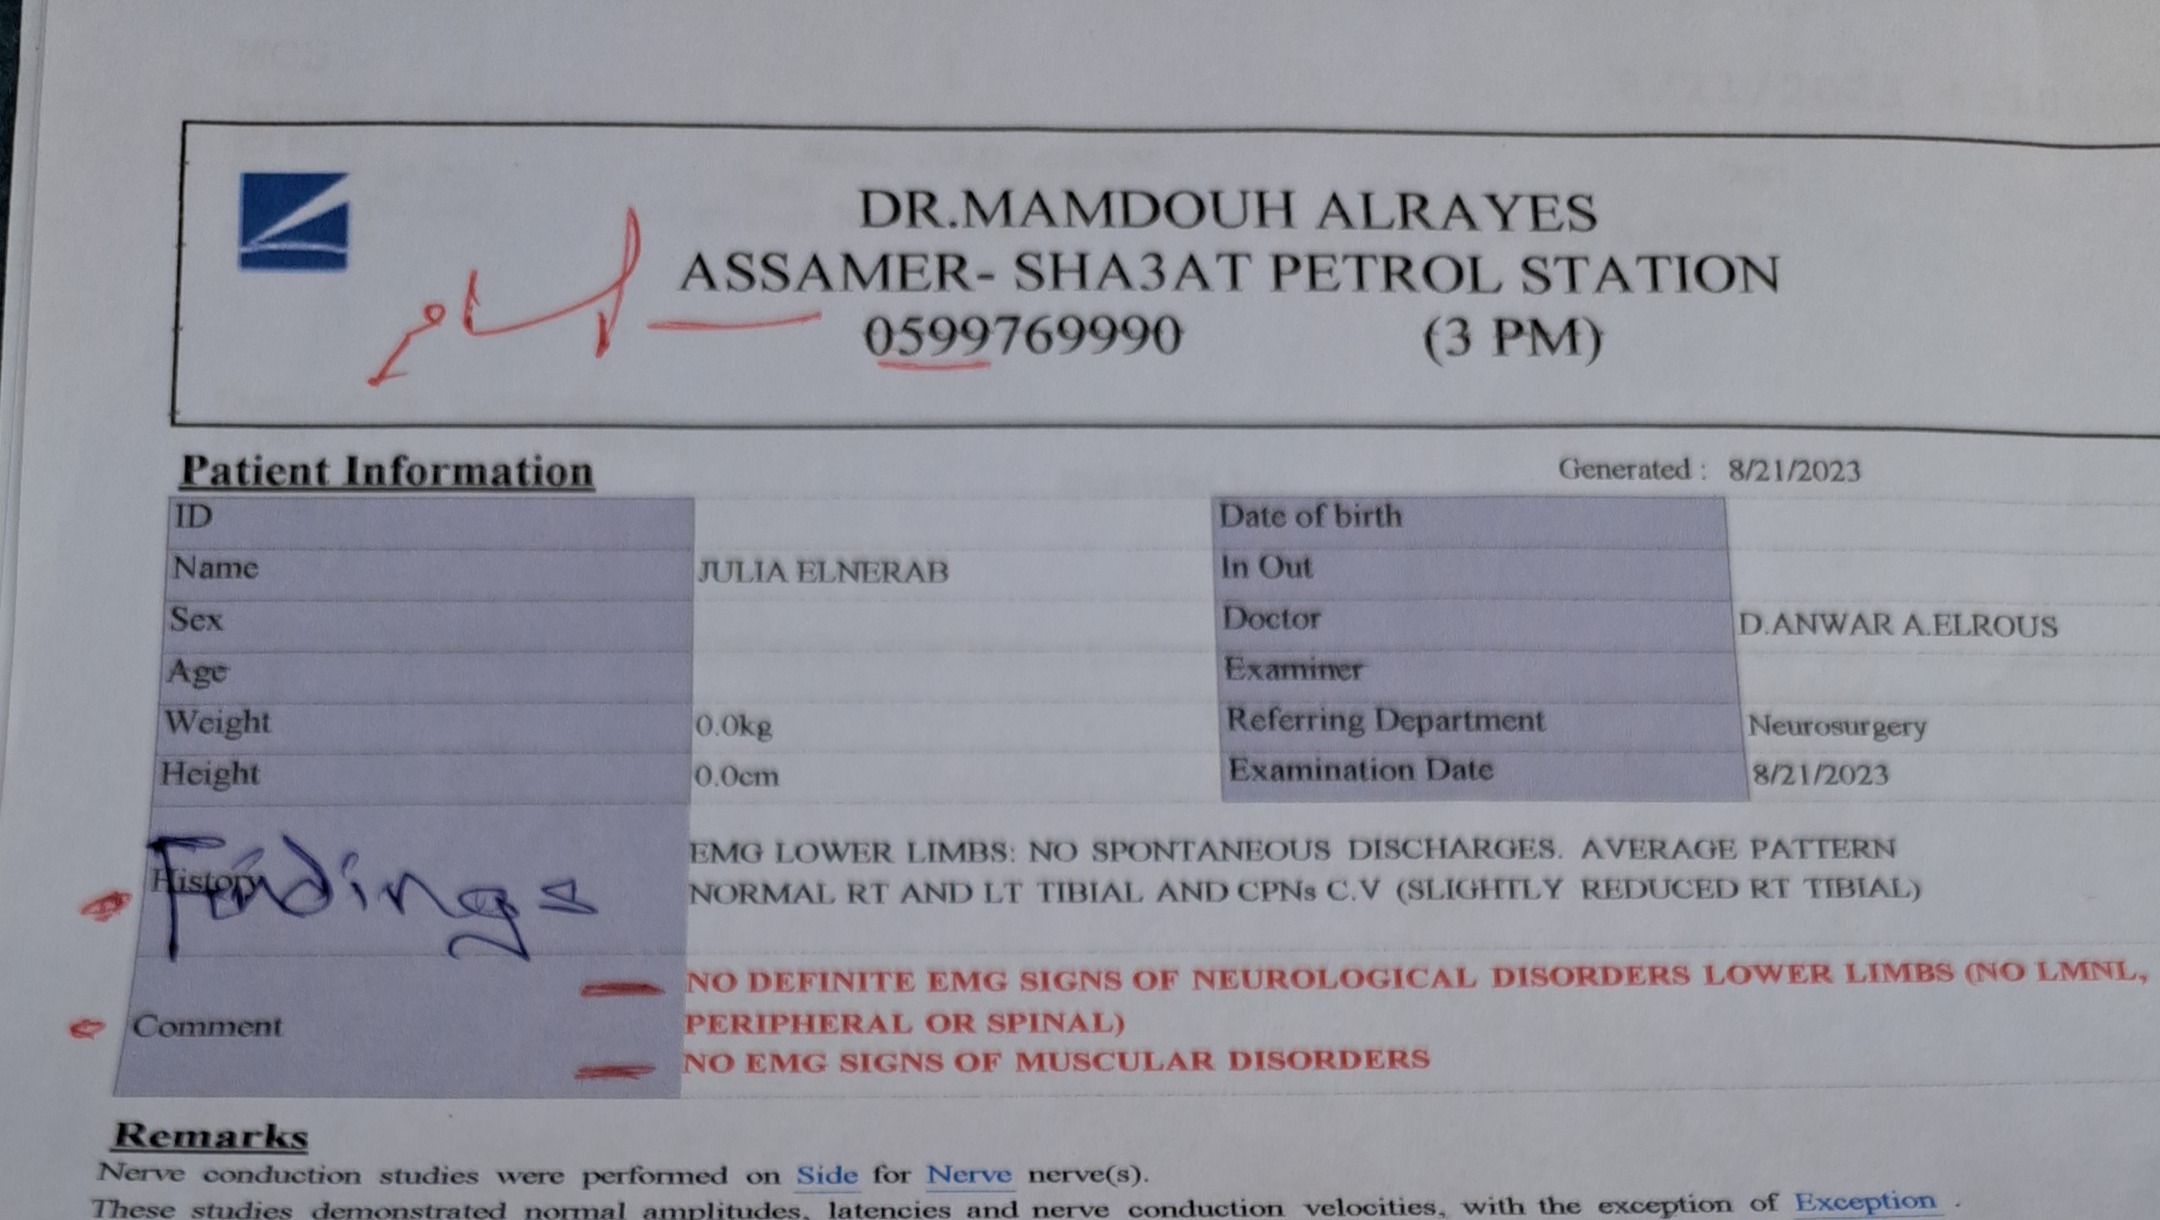 DR.MAMDOUH ALRAYES
ASSAMER- SHA3AT PETROL STATION
السامر
0599769990 (3 PM)
Patient Information
Generated : 8/21/2023
ID Date of birth
Name JULIA ELNERAB In Out
Sex Doctor D.ANWAR A.ELROUS
Age Examiner
Weight 0.0kg Referring Department Neurosurgery
Height 0.0cm Examination Date 8/21/2023
Findings
History EMG LOWER LIMBS: NO SPONTANEOUS DISCHARGES. AVERAGE PATTERN
NORMAL RT AND LT TIBIAL AND CPNs C.V (SLIGHTLY REDUCED RT TIBIAL)
NO DEFINITE EMG SIGNS OF NEUROLOGICAL DISORDERS LOWER LIMBS (NO LMNL,
Comment PERIPHERAL OR SPINAL)
NO EMG SIGNS OF MUSCULAR DISORDERS
Remarks
Nerve conduction studies were performed on Side for Nerve nerve(s).
These studies demonstrated normal amplitudes, latencies and nerve conduction velocities, with the exception of Exception .